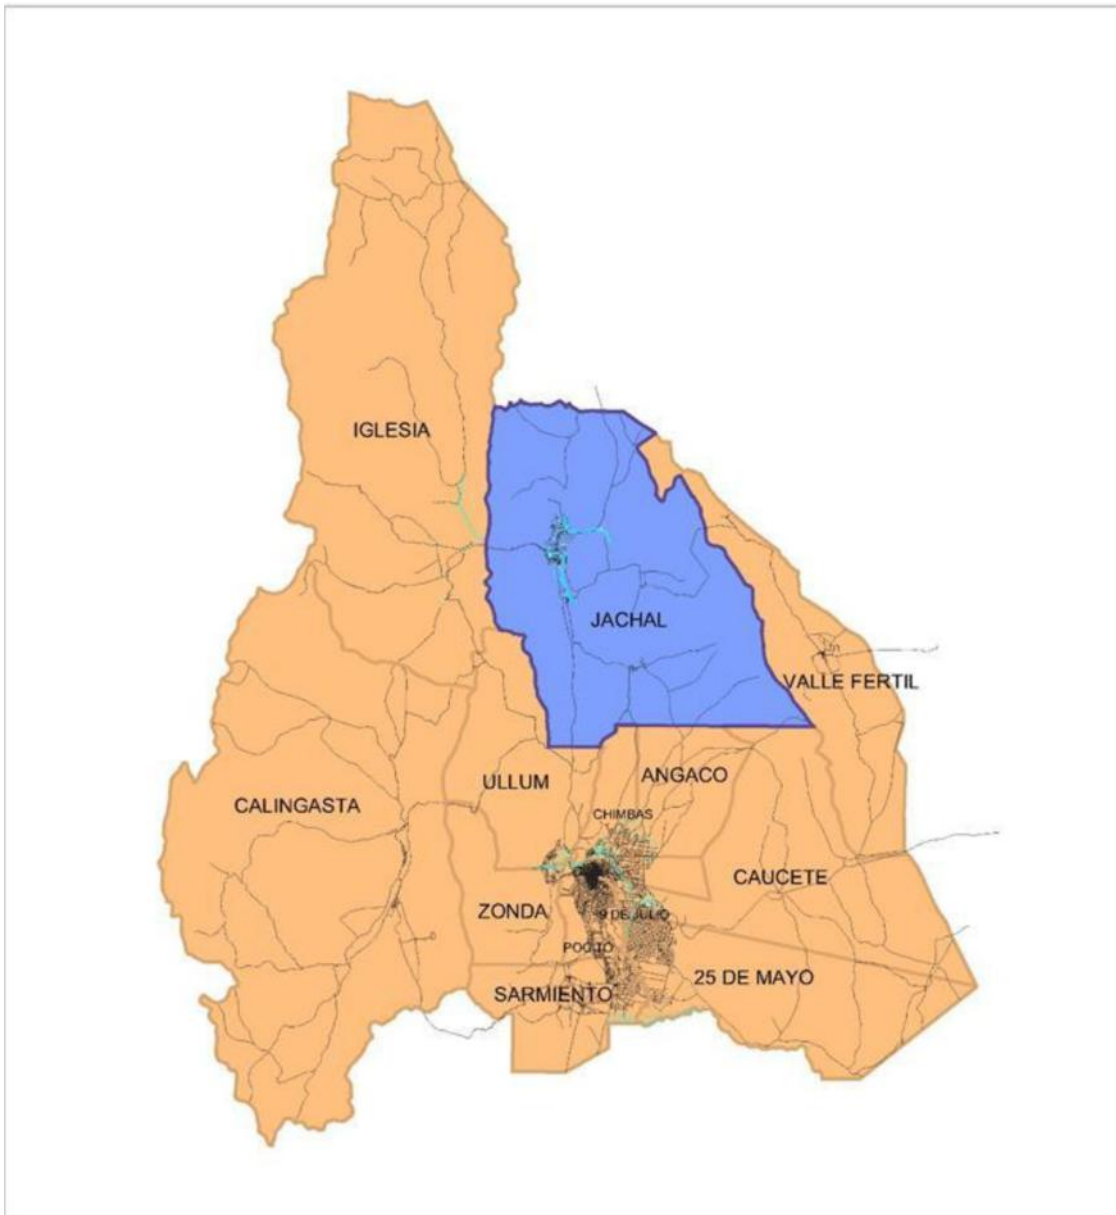 IGLESIA
JACHAL
VALLE FERTIL
ULLUM
ANGACO
CALINGASTA
CHIMBAS
CAUCETE
ZONDA
9 DE JULIO
POCITO
25 DE MAYO
SARMIENTO